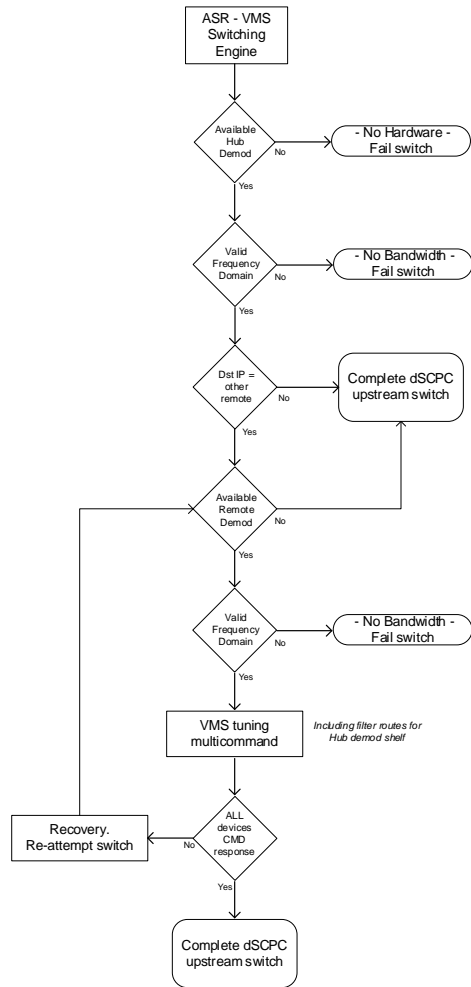 ASR - VMS
Switching
Engine
Available
Hub
Demod
No
- No Hardware -
Fail switch
Yes
Valid
Frequency
Domain
No
- No Bandwidth -
Fail switch
Yes
Dst IP =
other
remote
No
Complete dSCPC
upstream switch
Yes
Available
Remote
Demod
No
Yes
Valid
Frequency
Domain
No
- No Bandwidth -
Fail switch
Yes
VMS tuning
multicommand
Including filter routes for
Hub demod shelf
ALL
devices
CMD
response
No
Recovery.
Re-attempt switch
Yes
Complete dSCPC
upstream switch